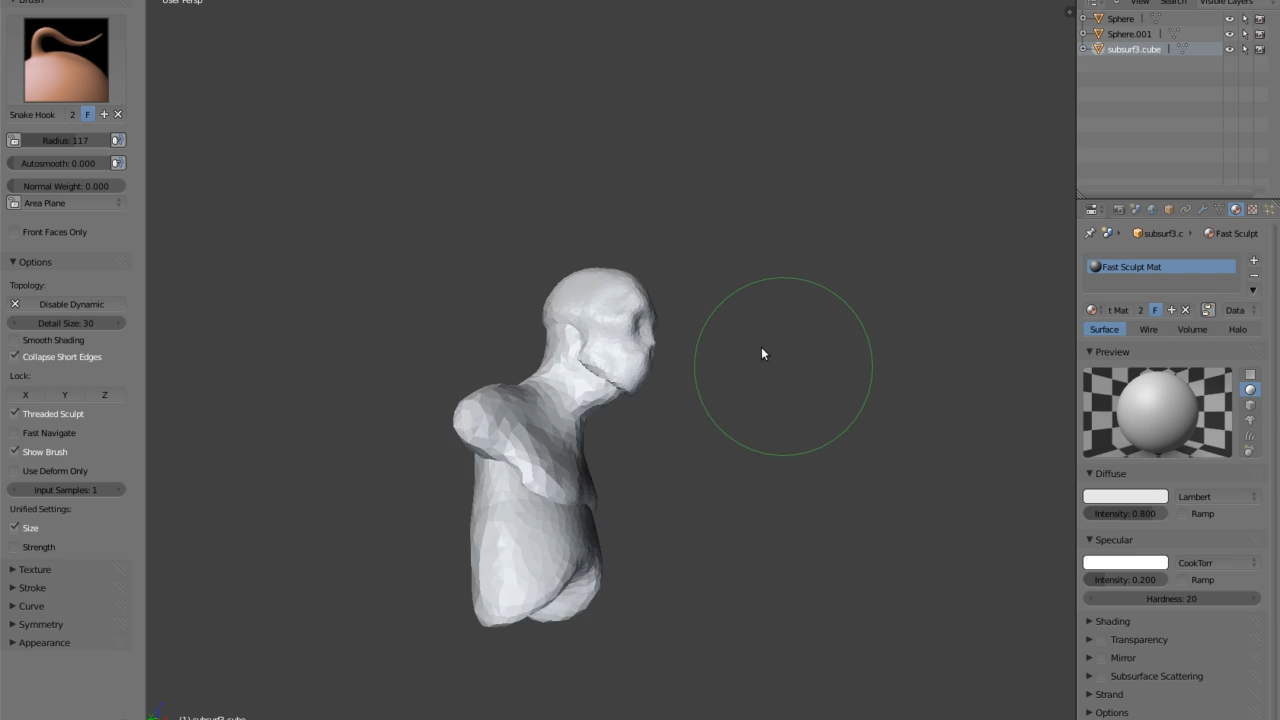 Brush
Snake Hook 2 F
Radius: 117
Autosmooth: 0.000
Normal Weight: 0.000
Area Plane
Front Faces Only
Options
Topology:
Disable Dynamic
Detail Size: 30
Smooth Shading
Collapse Short Edges
Lock:
X Y Z
Threaded Sculpt
Fast Navigate
Show Brush
Use Deform Only
Input Samples: 1
Unified Settings:
Size
Strength
Texture
Stroke
Curve
Symmetry
Appearance
User Persp
(1) subsurf3.cube
View Search Visible Layers
Sphere
Sphere.001
subsurf3.cube
subsurf3.c Fast Sculpt
Fast Sculpt Mat
t Mat 2 F Data
Surface Wire Volume Halo
Preview
Diffuse
Lambert
Intensity: 0.800 Ramp
Specular
CookTorr
Intensity: 0.200 Ramp
Hardness: 20
Shading
Transparency
Mirror
Subsurface Scattering
Strand
Options